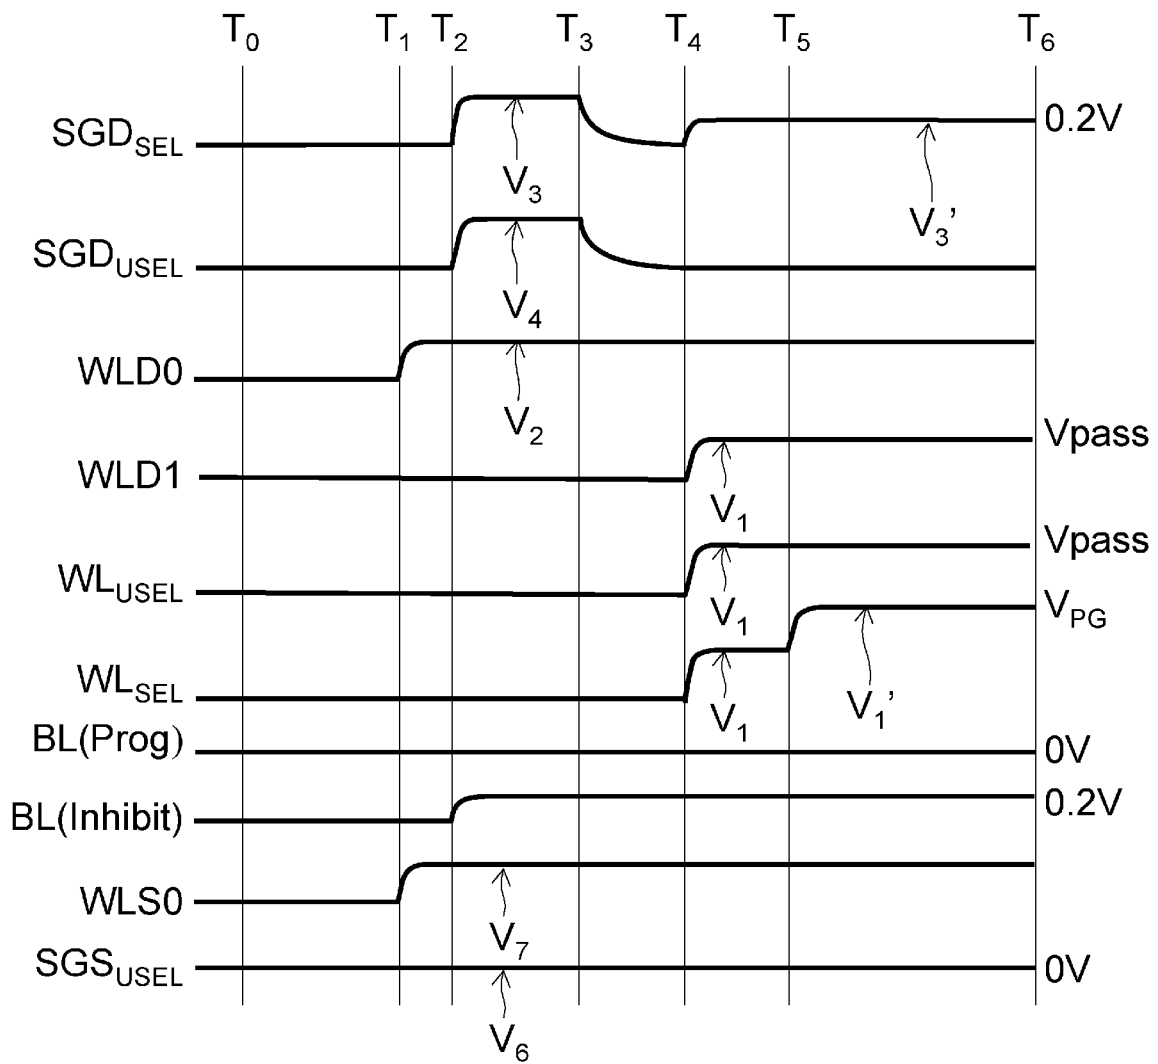 T0 T1 T2 T3 T4 T5 T6
SGDSEL 0.2V
V3 V3’
SGDUSEL
V4
WLD0
V2
WLD1 Vpass
V1
WLUSEL Vpass
V1 VPG
WLSEL
V1 V1’
BL(Prog) 0V
BL(Inhibit) 0.2V
WLS0
V7
SGSUSEL 0V
V6